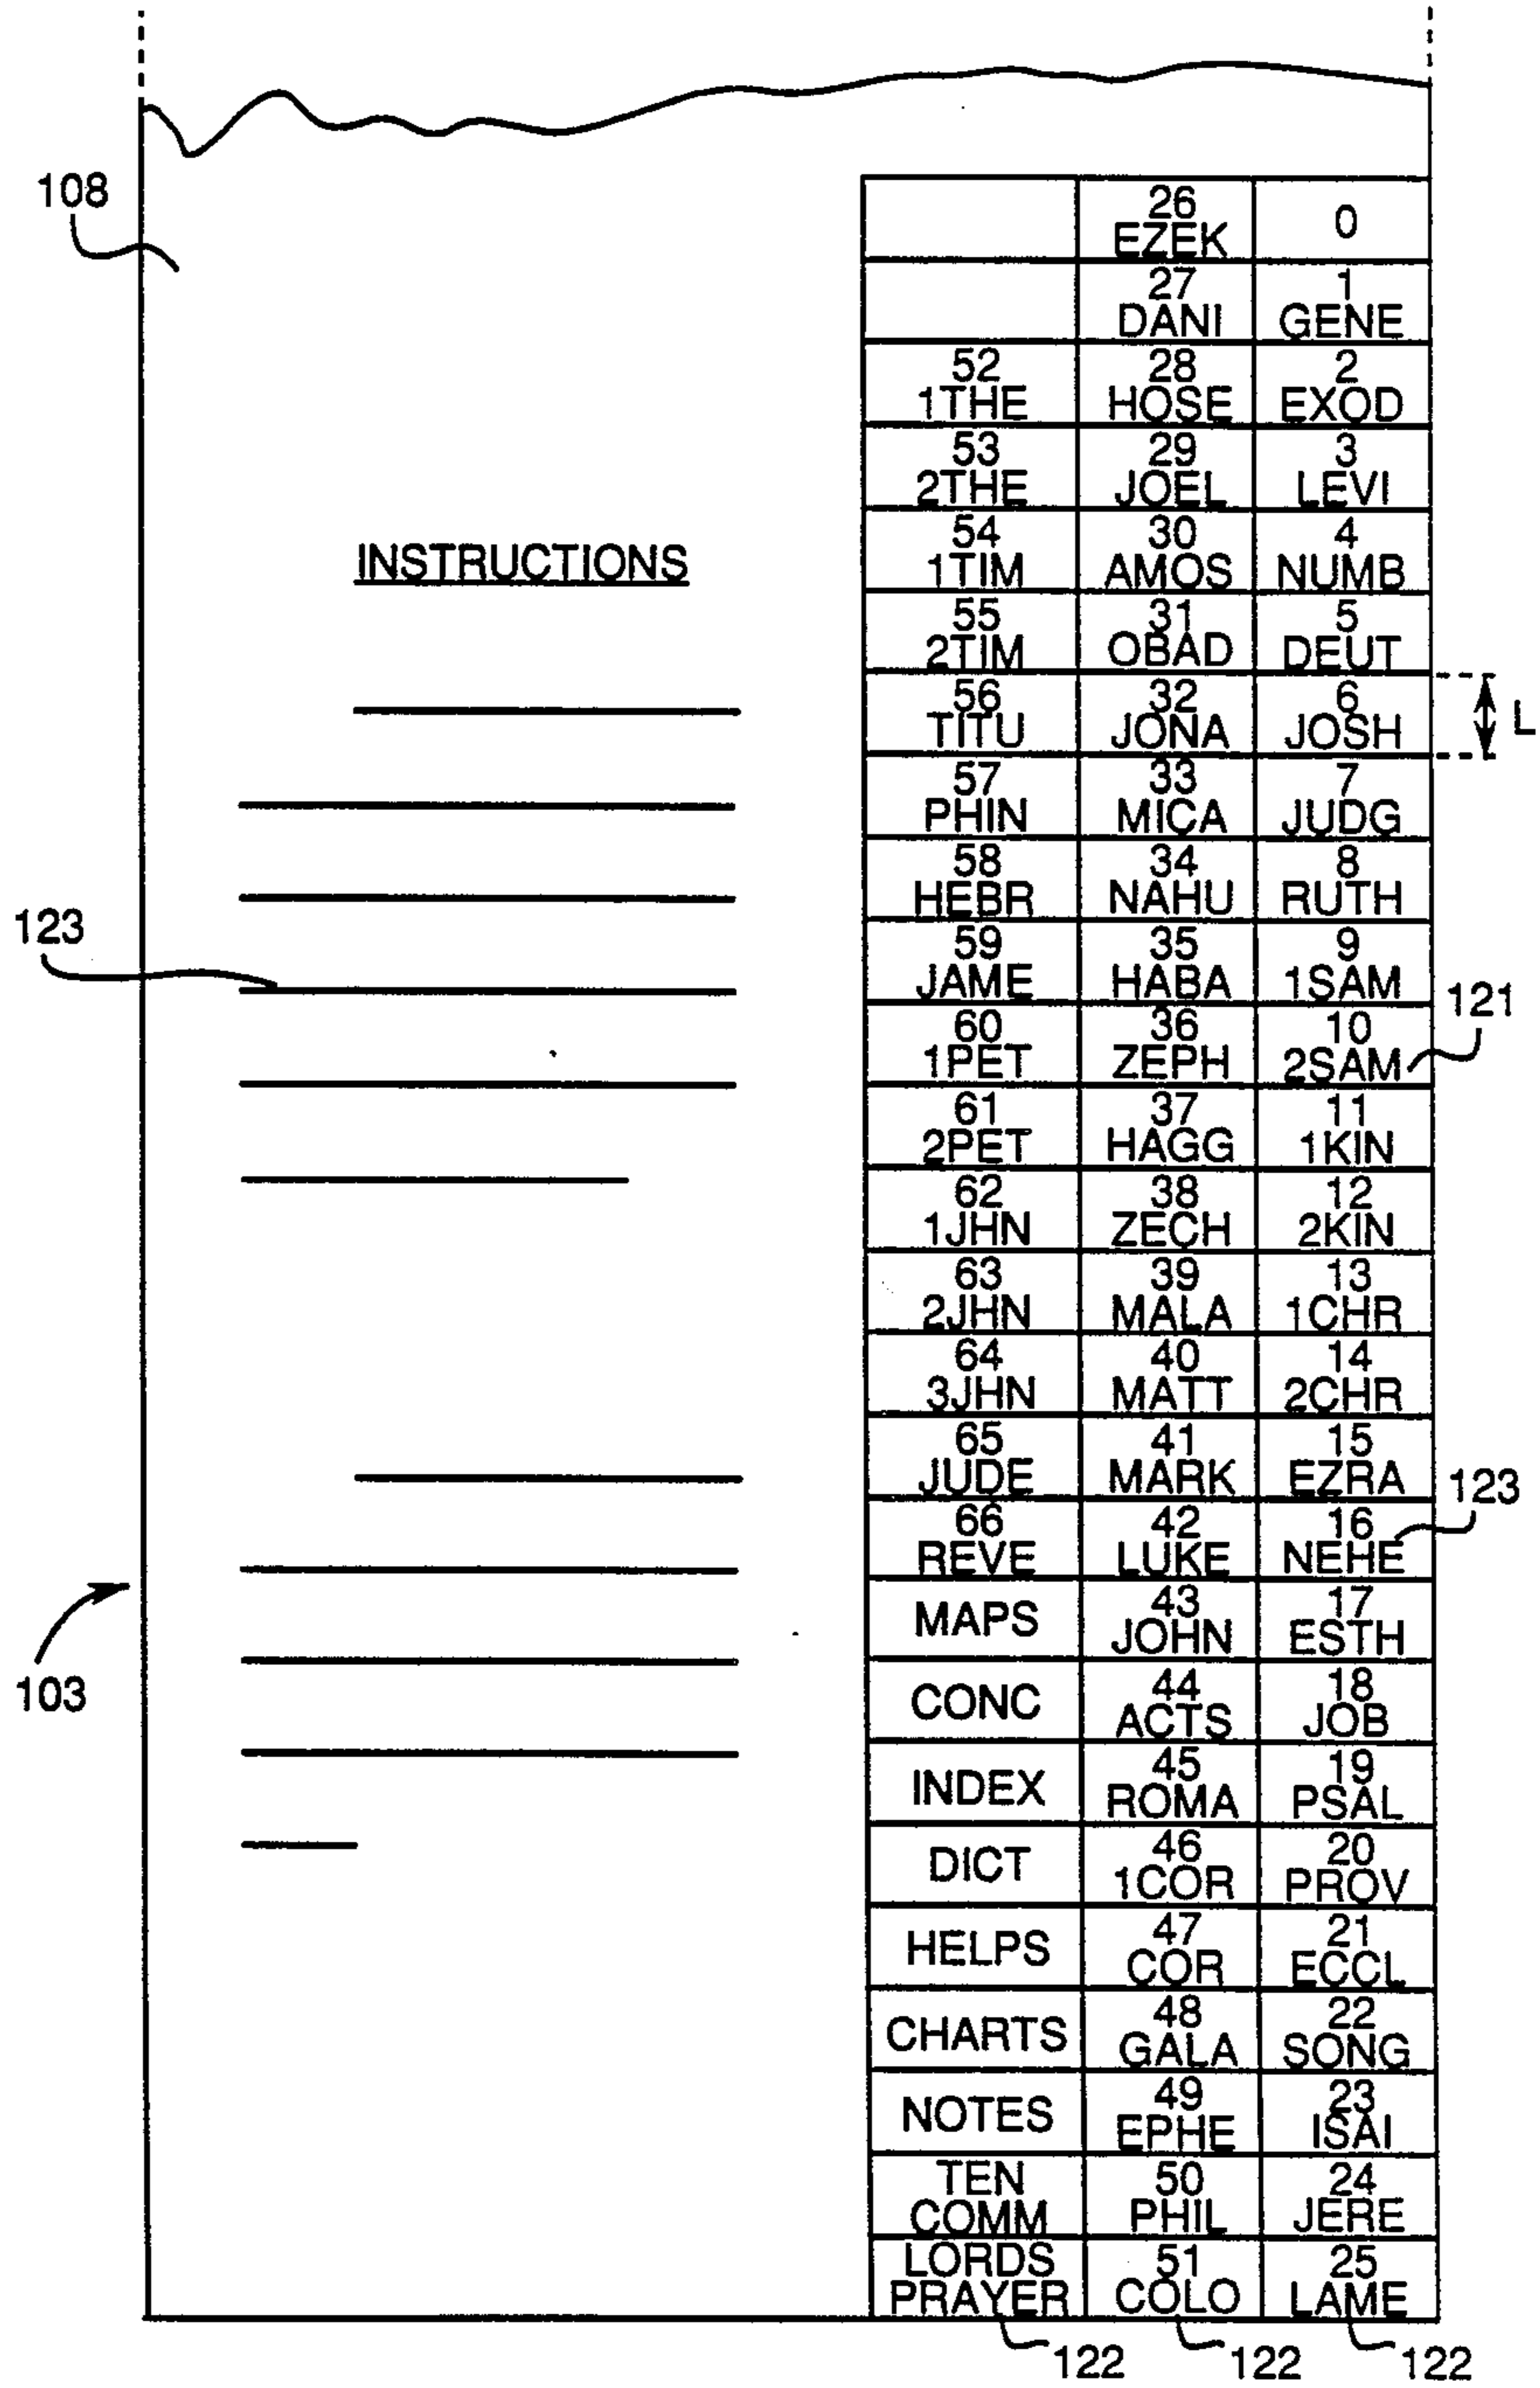 108
26 0
EZEK
27 1
DANI GENE
52 28 2
1THE HOSE EXOD
53 29 3
2THE JOEL LEVI
54 30 4
INSTRUCTIONS 1TIM AMOS NUMB
55 31 5
2TIM OBAD DEUT
56 32 6
TITU JONA JOSH L
57 33 7
PHIN MICA JUDG
58 34 8
HEBR NAHU RUTH
123
59 35 9
JAME HABA 1SAM
121
60 36 10
1PET ZEPH 2SAM
61 37 11
2PET HAGG 1KIN
62 38 12
1JHN ZECH 2KIN
63 39 13
2JHN MALA 1CHR
64 40 14
3JHN MATT 2CHR
65 41 15
JUDE MARK EZRA
123
66 42 16
REVE LUKE NEHE
43 17
MAPS JOHN ESTH
103
44 18
CONC ACTS JOB
45 19
INDEX ROMA PSAL
46 20
DICT 1COR PROV
47 21
HELPS COR ECCL
48 22
CHARTS GALA SONG
49 23
NOTES EPHE ISAI
TEN 50 24
COMM PHIL JERE
LORDS 51 25
PRAYER COLO LAME
122 122 122